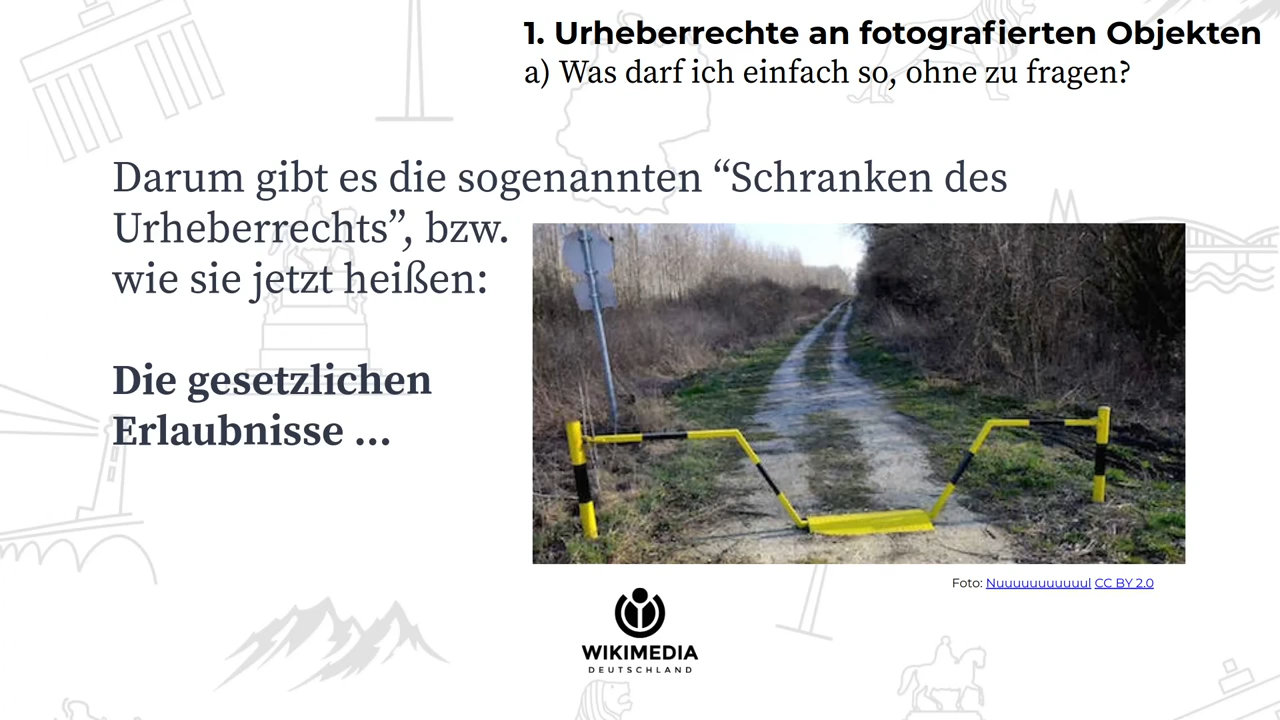 1. Urheberrechte an fotografierten Objekten
a) Was darf ich einfach so, ohne zu fragen?
Darum gibt es die sogenannten “Schranken des
Urheberrechts”, bzw.
wie sie jetzt heißen:
Die gesetzlichen
Erlaubnisse ...
Foto: Nuuuuuuuuuuul CC BY 2.0
WIKIMEDIA
DEUTSCHLAND